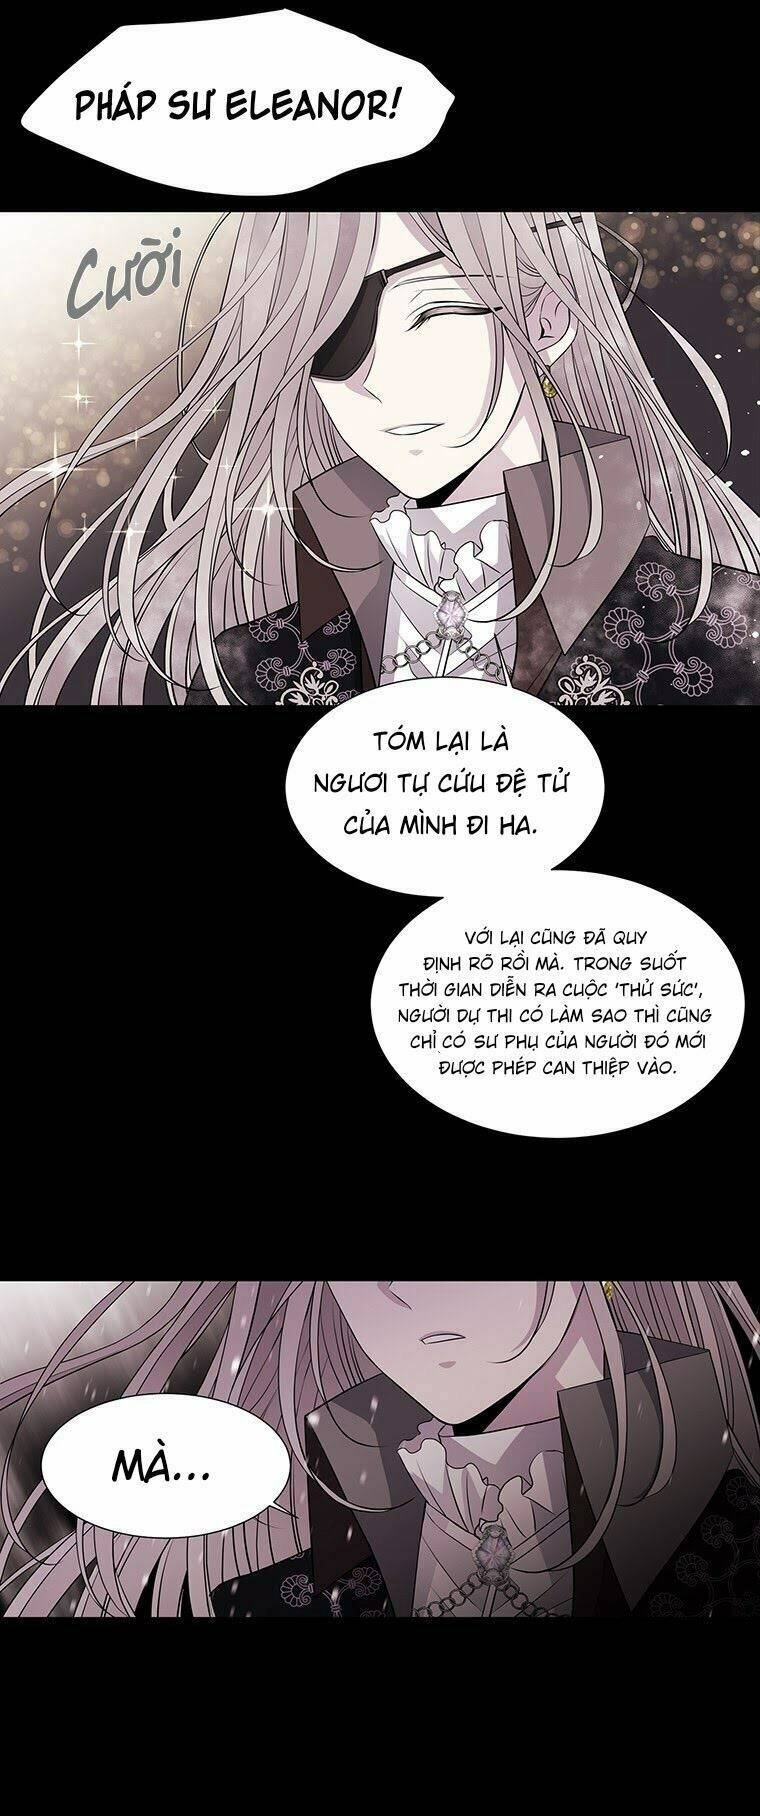 PHÁP SƯ ELEANOR!
CƯỜI
TÓM LẠI LÀ
NGƯƠI TỰ CỨU ĐỆ TỬ
CỦA MÌNH ĐI HA.
VỚI LẠI CŨNG ĐÃ QUY
ĐỊNH RÕ RỒI MÀ. TRONG SUỐT
THỜI GIAN DIỄN RA CUỘC 'THỬ SỨC',
NGƯỜI DỰ THI CÓ LÀM SAO THÌ CŨNG
CHỈ CÓ SƯ PHỤ CỦA NGƯỜI ĐÓ MỚI
ĐƯỢC PHÉP CAN THIỆP VÀO.
MÀ...